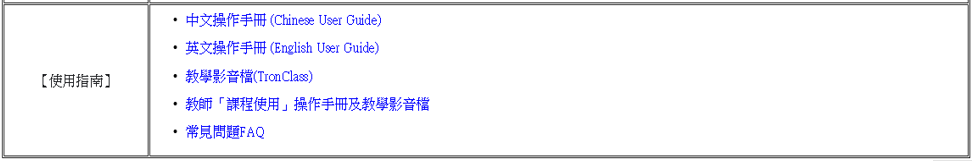 【使用指南】
• 中文操作手冊 (Chinese User Guide)
• 英文操作手冊 (English User Guide)
• 教學影音檔(TronClass)
• 教師「課程使用」操作手冊及教學影音檔
• 常見問題FAQ